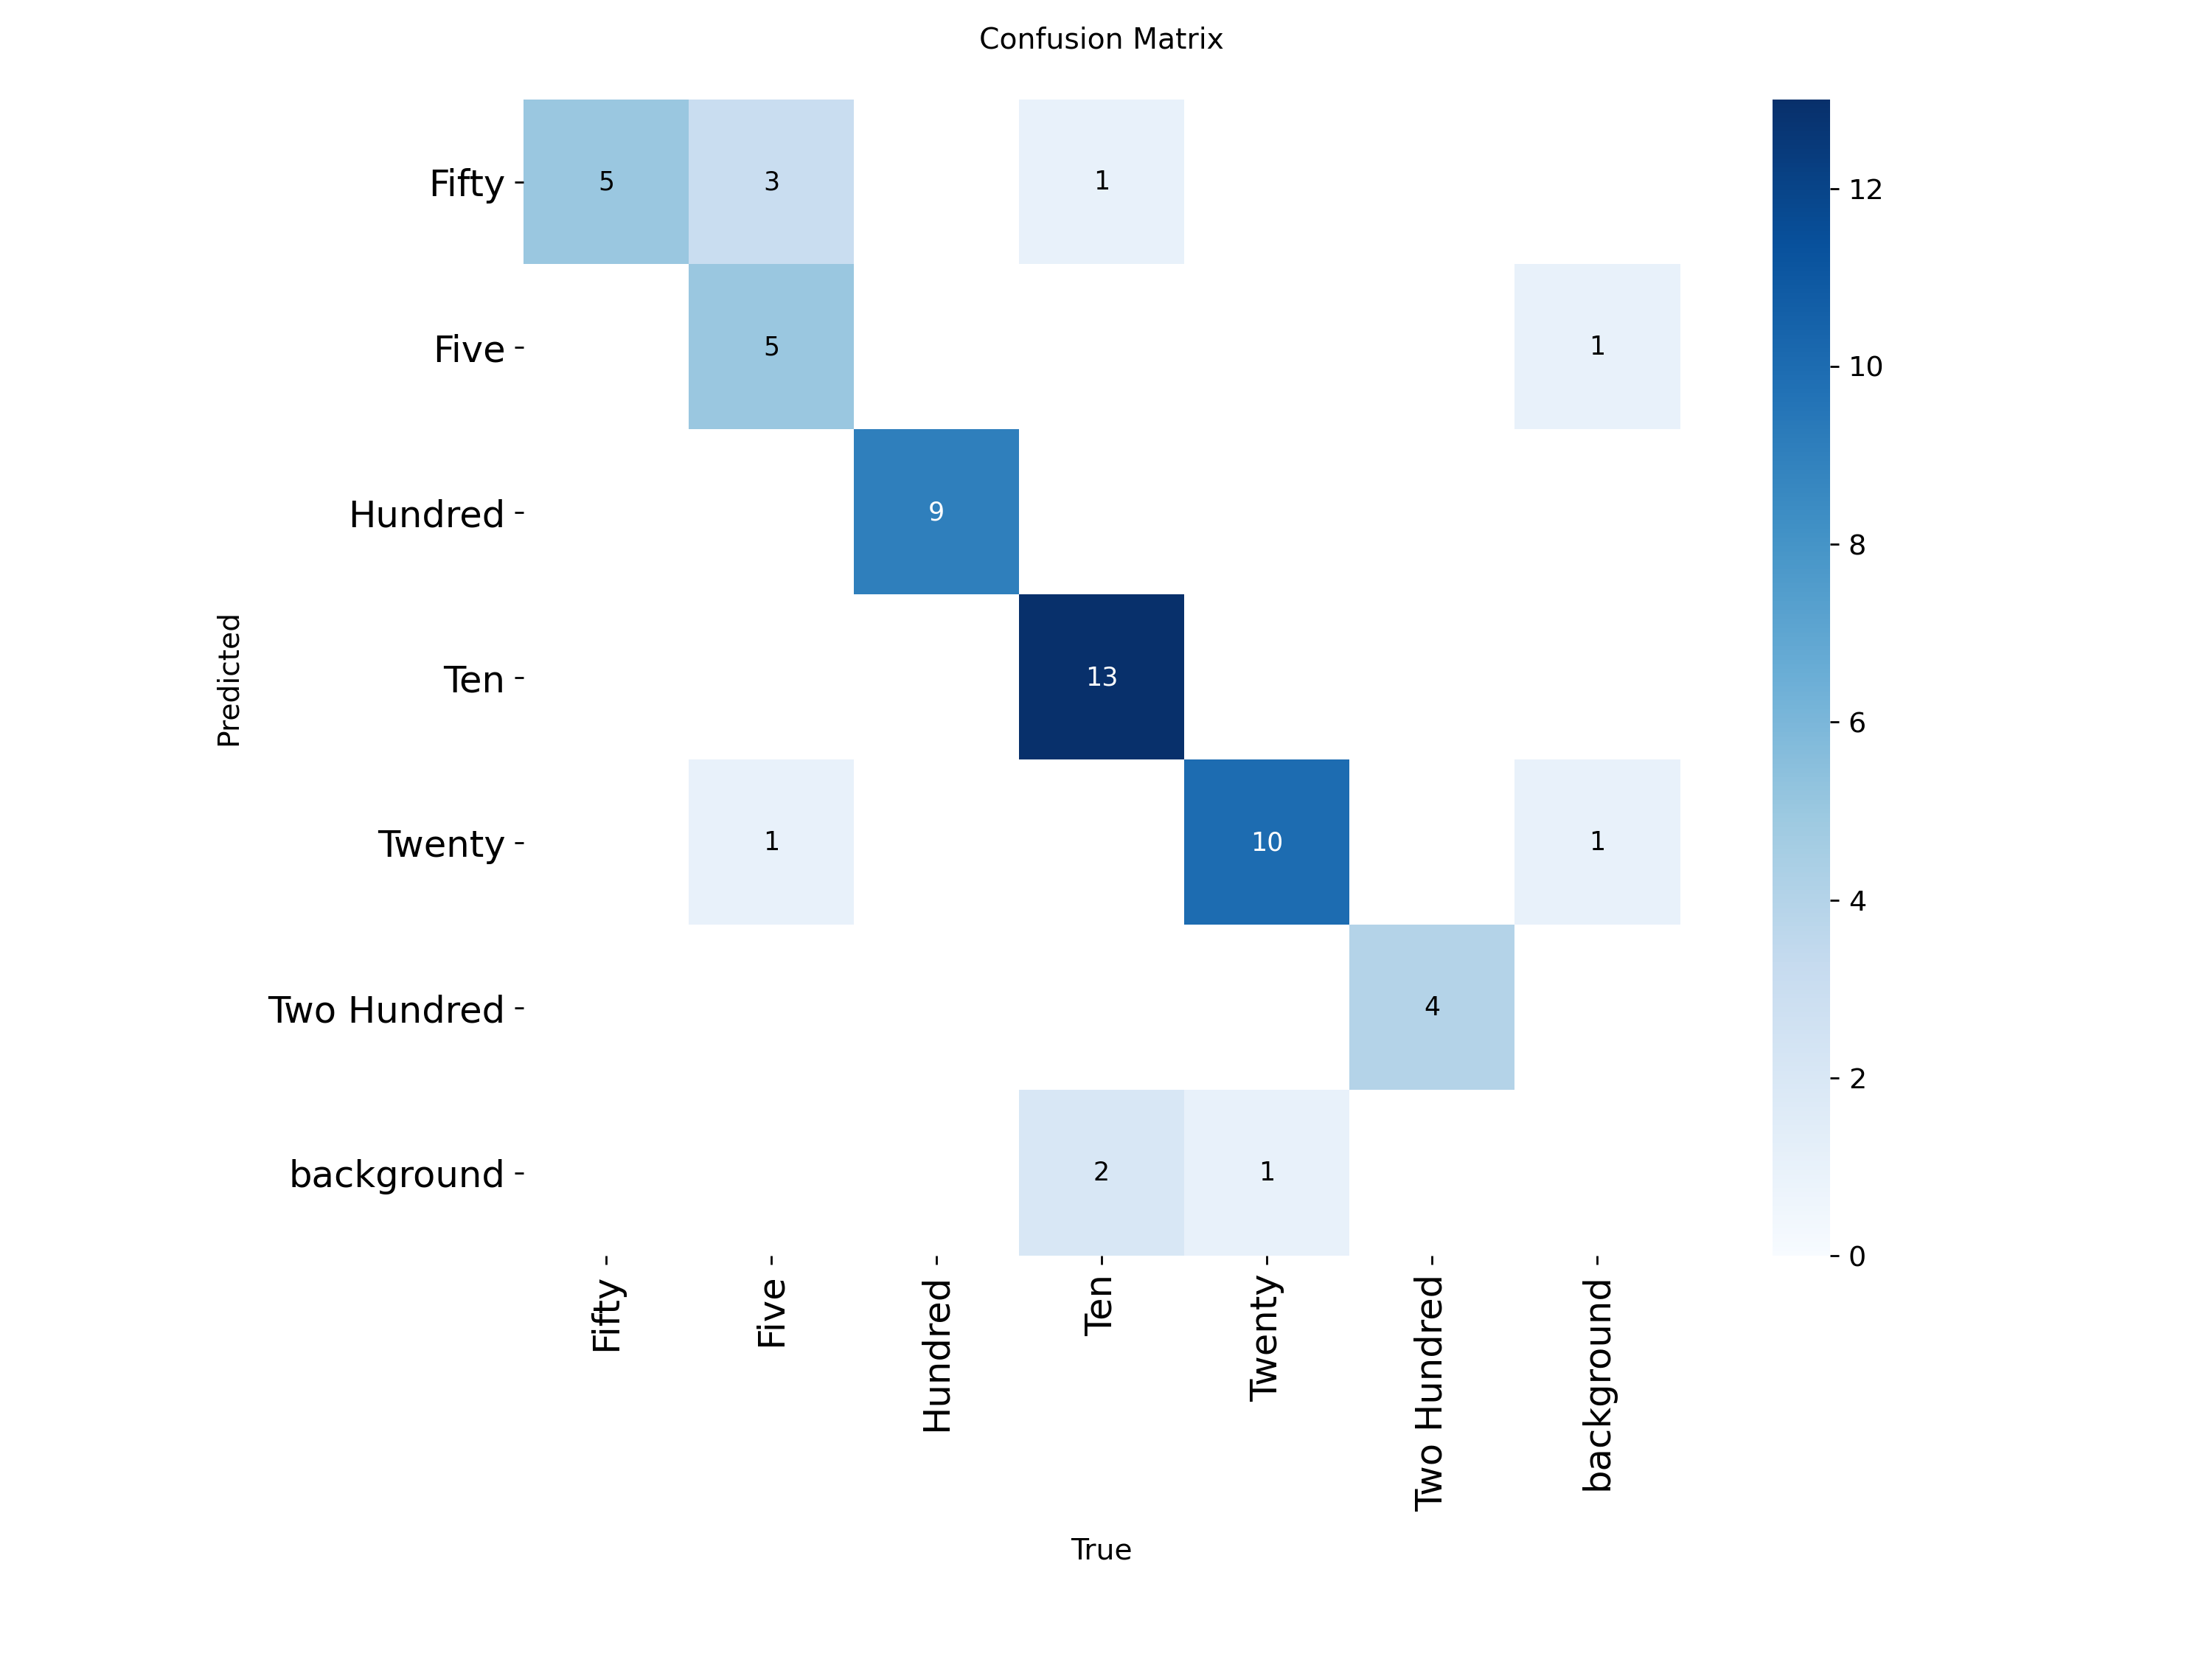 Confusion Matrix
Fifty 5 3 1
Five 5 1
Hundred 9
Ten 13
Twenty 1 10 1
Two Hundred 4
background 2 1
Fifty Five Hundred Ten Twenty Two Hundred background
Predicted
True
12
10
8
6
4
2
0